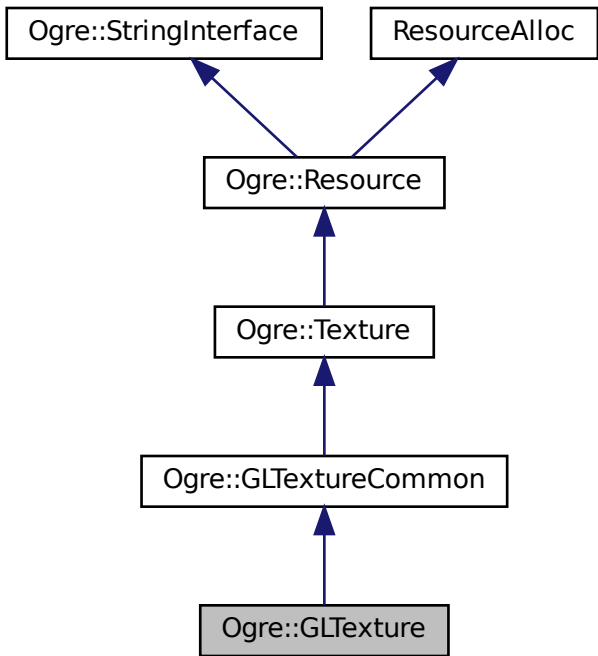 Ogre::StringInterface
ResourceAlloc
Ogre::Resource
Ogre::Texture
Ogre::GLTextureCommon
Ogre::GLTexture